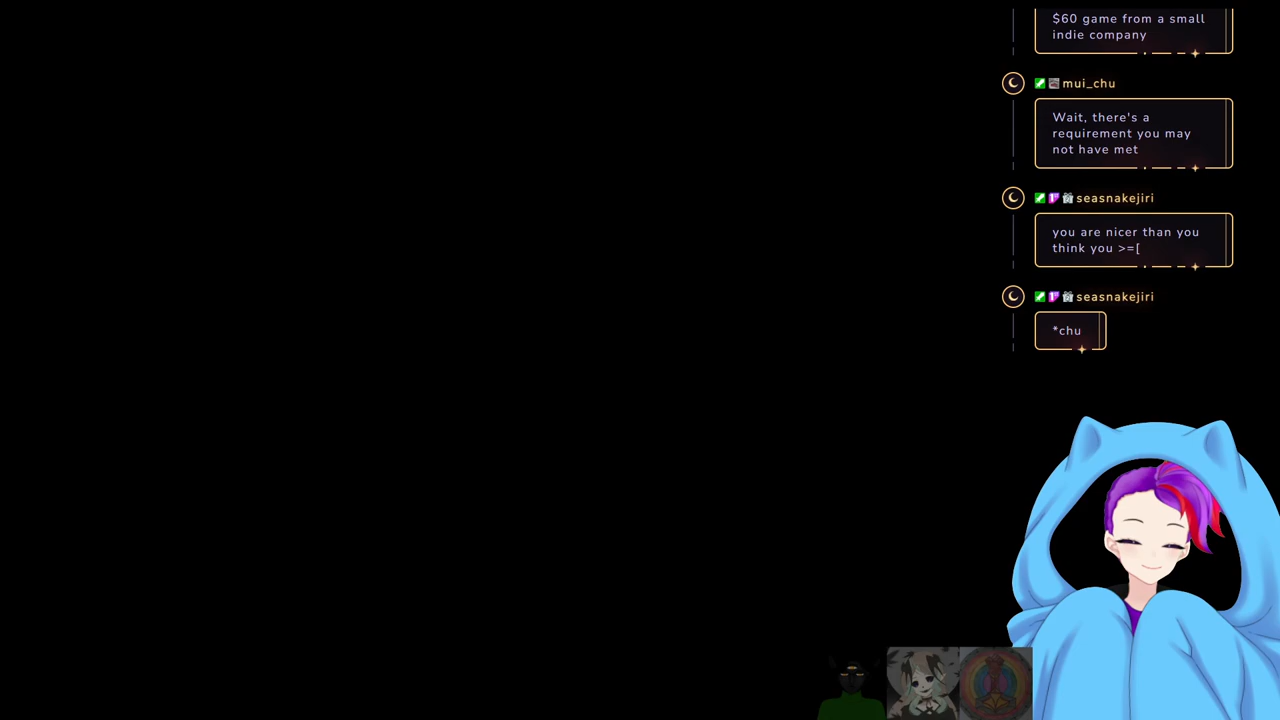 $60 game from a small
indie company
mui_chu
Wait, there's a
requirement you may
not have met
seasnakejiri
you are nicer than you
think you >=[
seasnakejiri
*chu